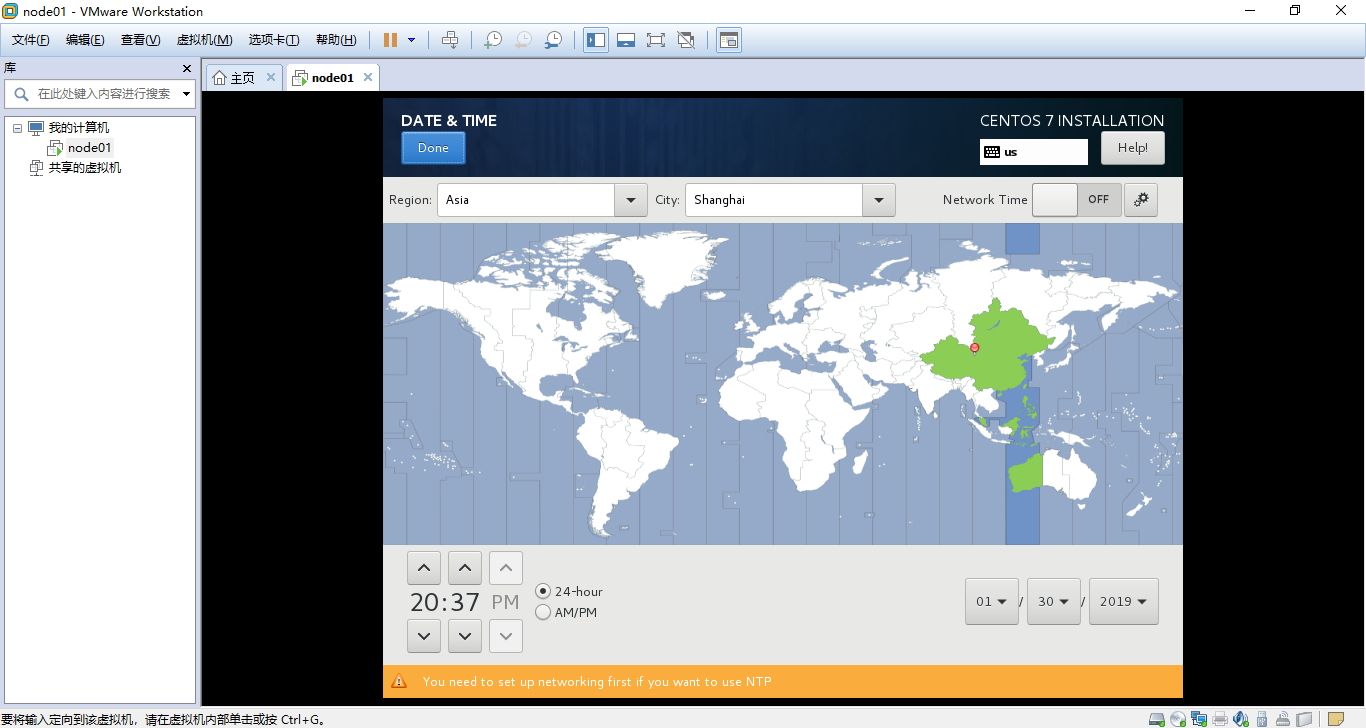 node01 - VMware Workstation
文件(F) 编辑(E) 查看(V) 虚拟机(M) 选项卡(T) 帮助(H)
库
在此处键入内容进行搜索
我的计算机
node01
共享的虚拟机
主页
node01
DATE & TIME
Done
CENTOS 7 INSTALLATION
us
Help!
Region: Asia City: Shanghai Network Time OFF
20:37 PM
24-hour
AM/PM
01 / 30 / 2019
You need to set up networking first if you want to use NTP
要将输入定向到该虚拟机，请在虚拟机内部单击或按 Ctrl+G。